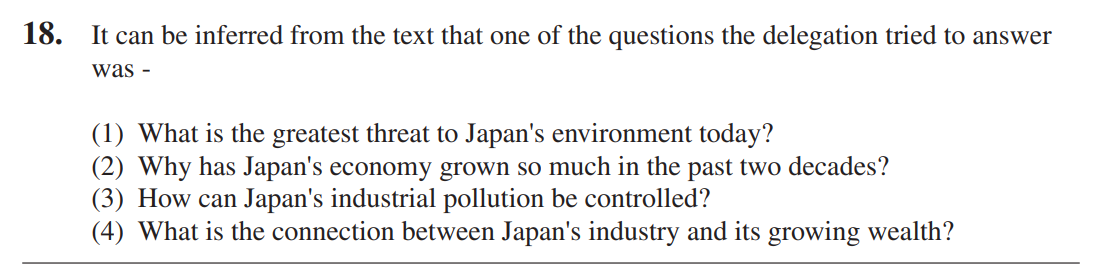 18. It can be inferred from the text that one of the questions the delegation tried to answer
was -
(1) What is the greatest threat to Japan's environment today?
(2) Why has Japan's economy grown so much in the past two decades?
(3) How can Japan's industrial pollution be controlled?
(4) What is the connection between Japan's industry and its growing wealth?